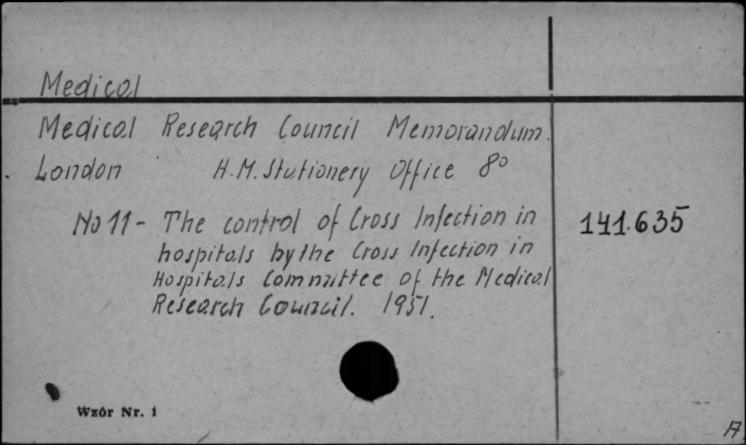 Medical
Medical Research Council Memorandum.
London H.M. Stationery Office 8°
No 11 - The control of Cross Infection in 141.635
hospitals by the Cross Infection in
Hospitals Committee of the Medical
Research Council. 1951.
Wzór Nr. 1
A